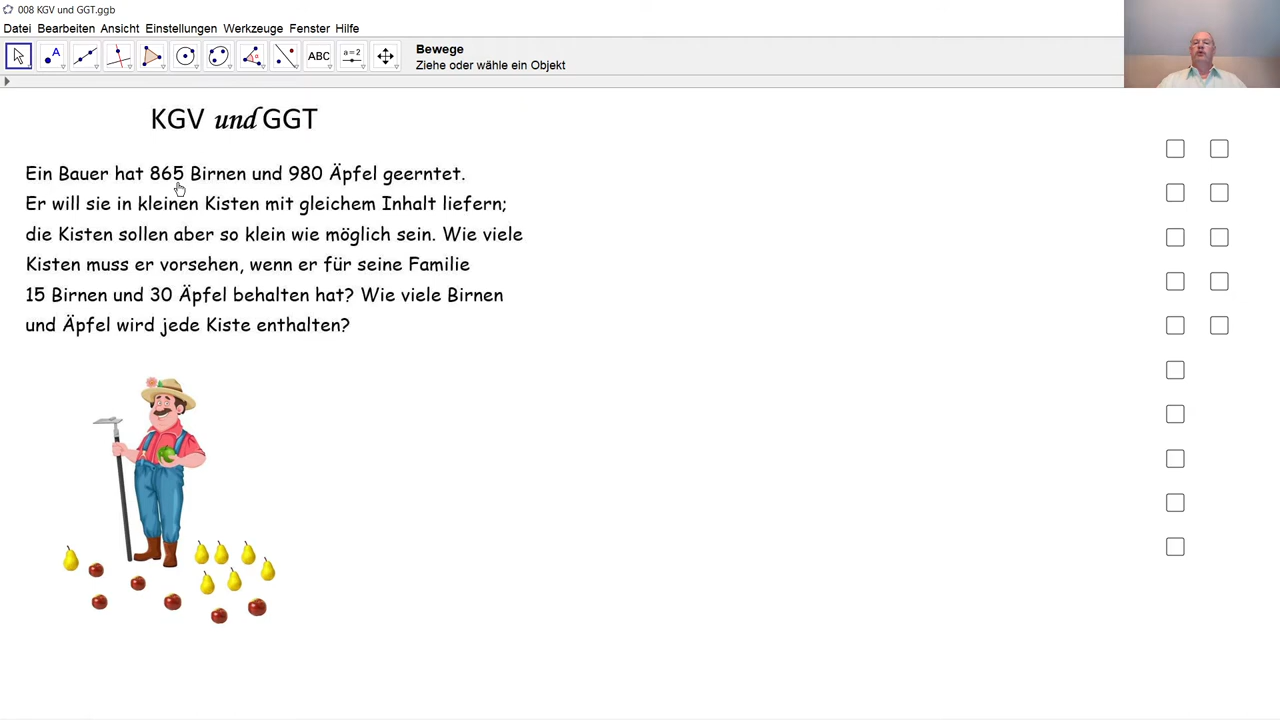 008 KGV und GGT.ggb
Datei Bearbeiten Ansicht Einstellungen Werkzeuge Fenster Hilfe
A
ABC
a=2
Bewege
Ziehe oder wähle ein Objekt
KGV und GGT
Ein Bauer hat 865 Birnen und 980 Äpfel geerntet.
Er will sie in kleinen Kisten mit gleichem Inhalt liefern;
die Kisten sollen aber so klein wie möglich sein. Wie viele
Kisten muss er vorsehen, wenn er für seine Familie
15 Birnen und 30 Äpfel behalten hat? Wie viele Birnen
und Äpfel wird jede Kiste enthalten?